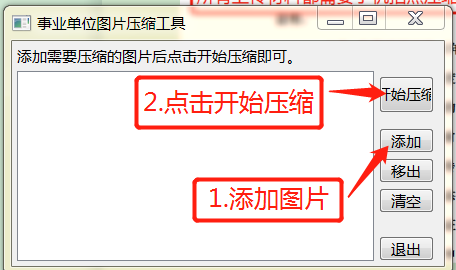 事业单位图片压缩工具
添加需要压缩的图片后点击开始压缩即可。
2.点击开始压缩
开始压缩
添加
移出
1.添加图片
清空
退出